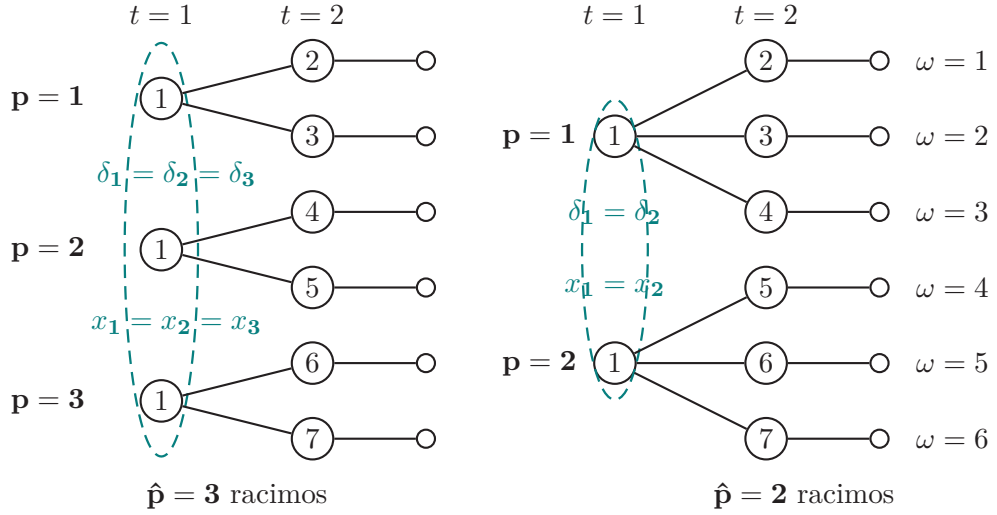 t = 1 t = 2 t = 1 t = 2
2 2 ω = 1
p = 1 1
3 p = 1 1 3 ω = 2
δ₁ = δ₂ = δ₃
4 δ₁ = δ₂ 4 ω = 3
p = 2 1
5 x₁ = x₂ 5 ω = 4
x₁ = x₂ = x₃
6 p = 2 1 6 ω = 5
p = 3 1
7 7 ω = 6
p̂ = 3 racimos p̂ = 2 racimos